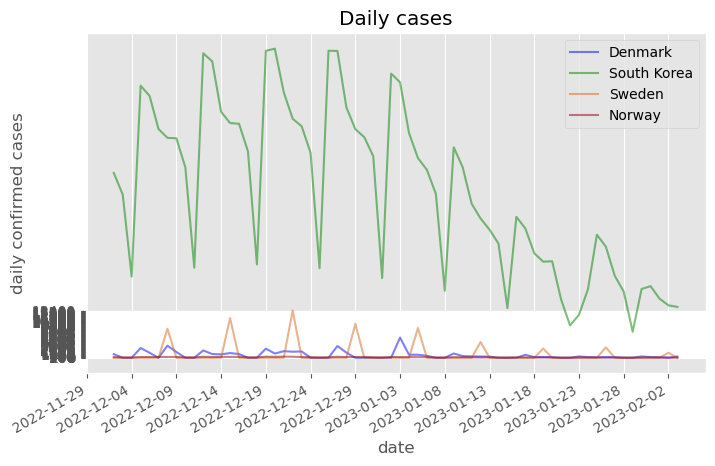 Daily cases
Denmark
South Korea
Sweden
Norway
daily confirmed cases
2022-11-29
2022-12-04
2022-12-09
2022-12-14
2022-12-19
2022-12-24
2022-12-29
2023-01-03
2023-01-08
2023-01-13
2023-01-18
2023-01-23
2023-01-28
2023-02-02
date